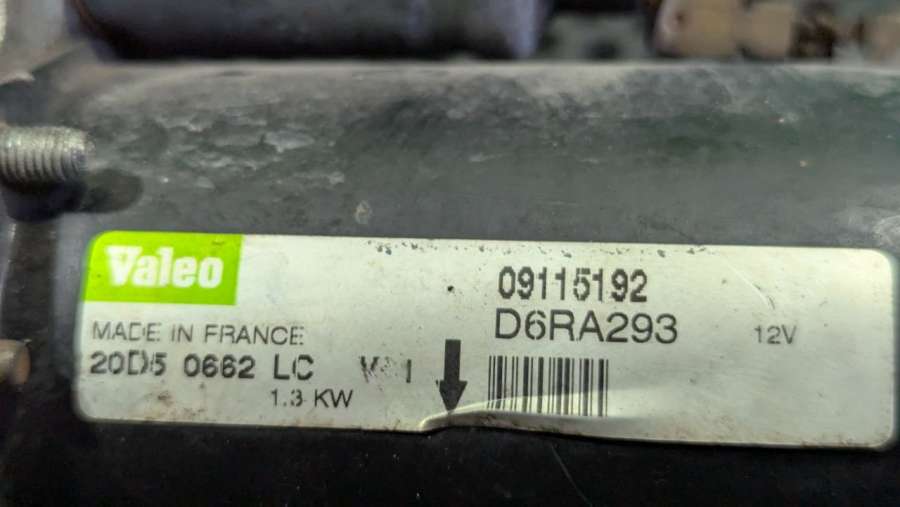 Valeo
09115192
MADE IN FRANCE
D6RA293
12V
20D5 0662 LC
1.3 KW